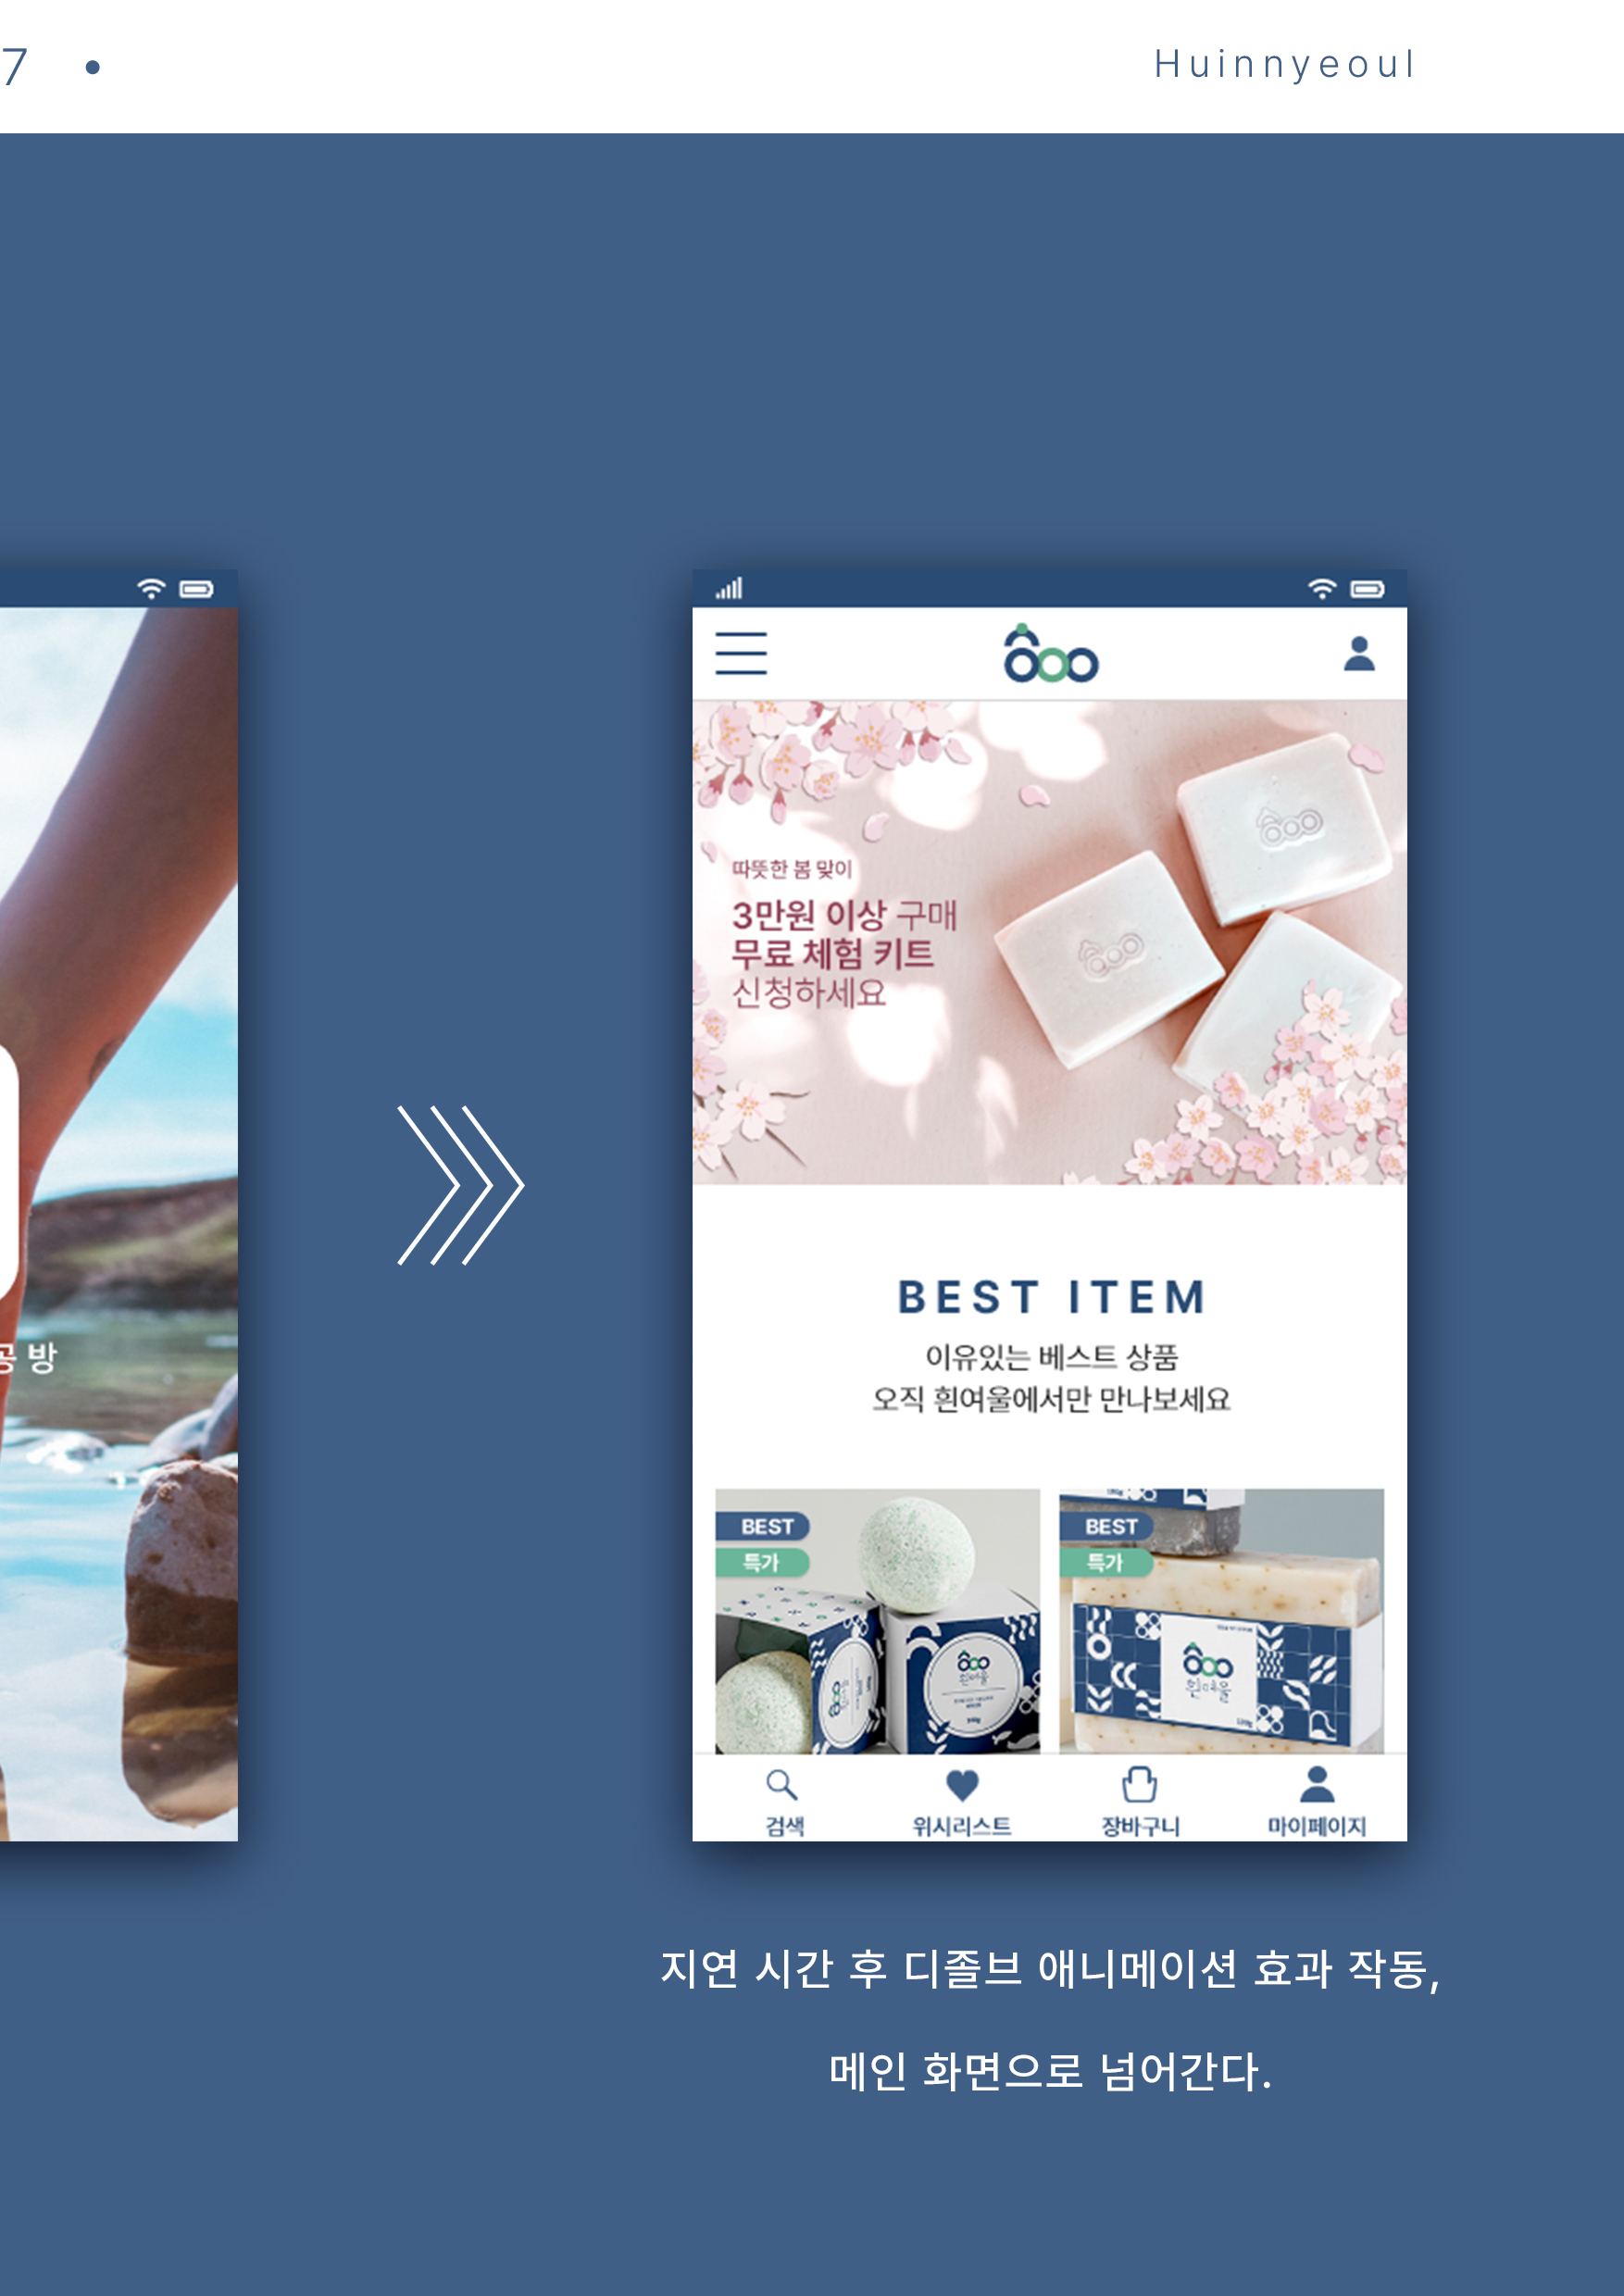 7 •
Huinnyeoul
공방
따뜻한 봄 맞이
3만원 이상 구매
무료 체험 키트
신청하세요
BEST ITEM
이유있는 베스트 상품
오직 흰여울에서만 만나보세요
BEST
특가
BEST
특가
흰여울
흰여울
검색
위시리스트
장바구니
마이페이지
지연 시간 후 디졸브 애니메이션 효과 작동,
메인 화면으로 넘어간다.